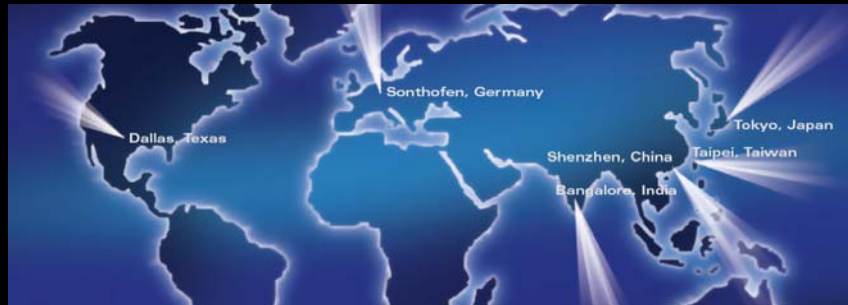 Sonthofen, Germany
Tokyo, Japan
Dallas, Texas
Taipei, Taiwan
Shenzhen, China
Bangalore, India